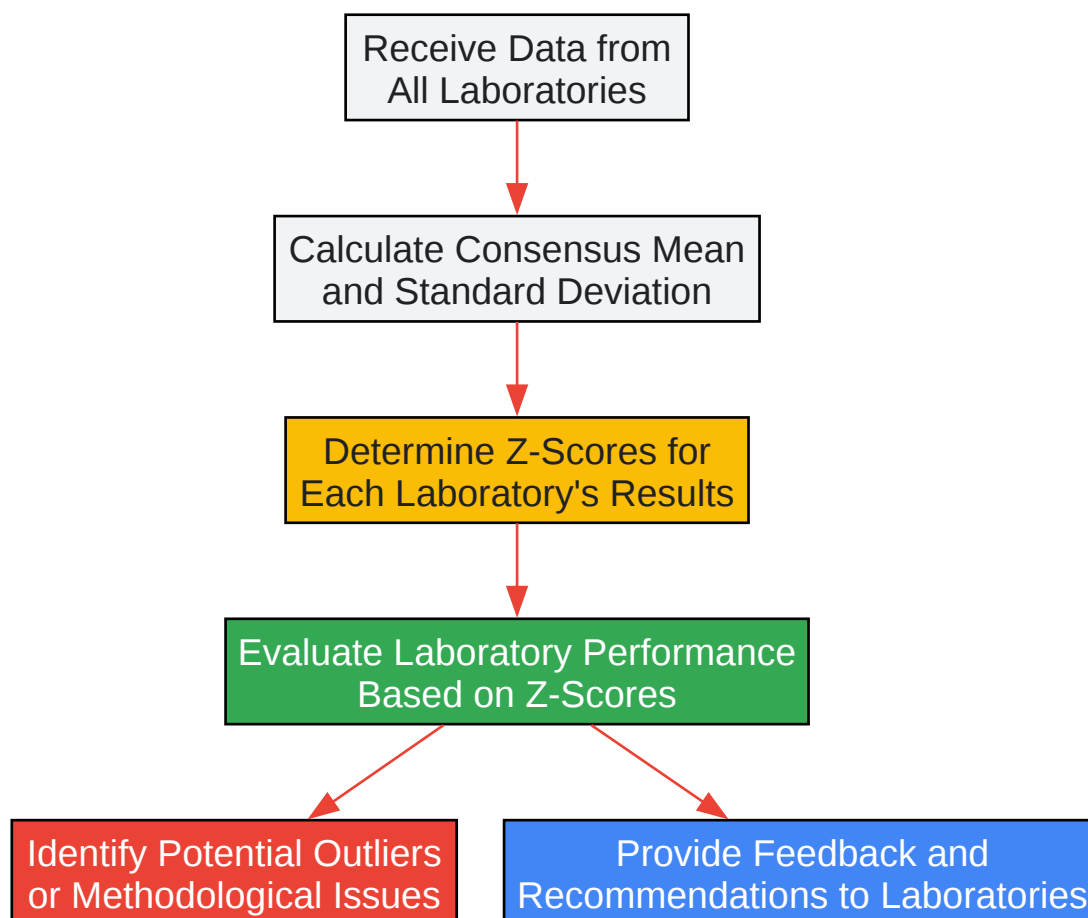 Receive Data from
All Laboratories
Calculate Consensus Mean
and Standard Deviation
Determine Z-Scores for
Each Laboratory's Results
Evaluate Laboratory Performance
Based on Z-Scores
Identify Potential Outliers
or Methodological Issues
Provide Feedback and
Recommendations to Laboratories